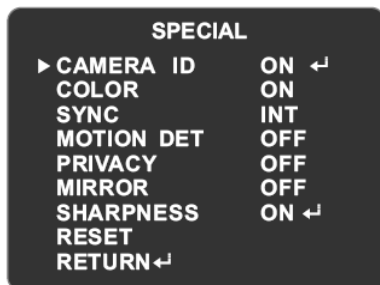 SPECIAL
▶ CAMERA ID ON ↵
COLOR ON
SYNC INT
MOTION DET OFF
PRIVACY OFF
MIRROR OFF
SHARPNESS ON ↵
RESET
RETURN↵